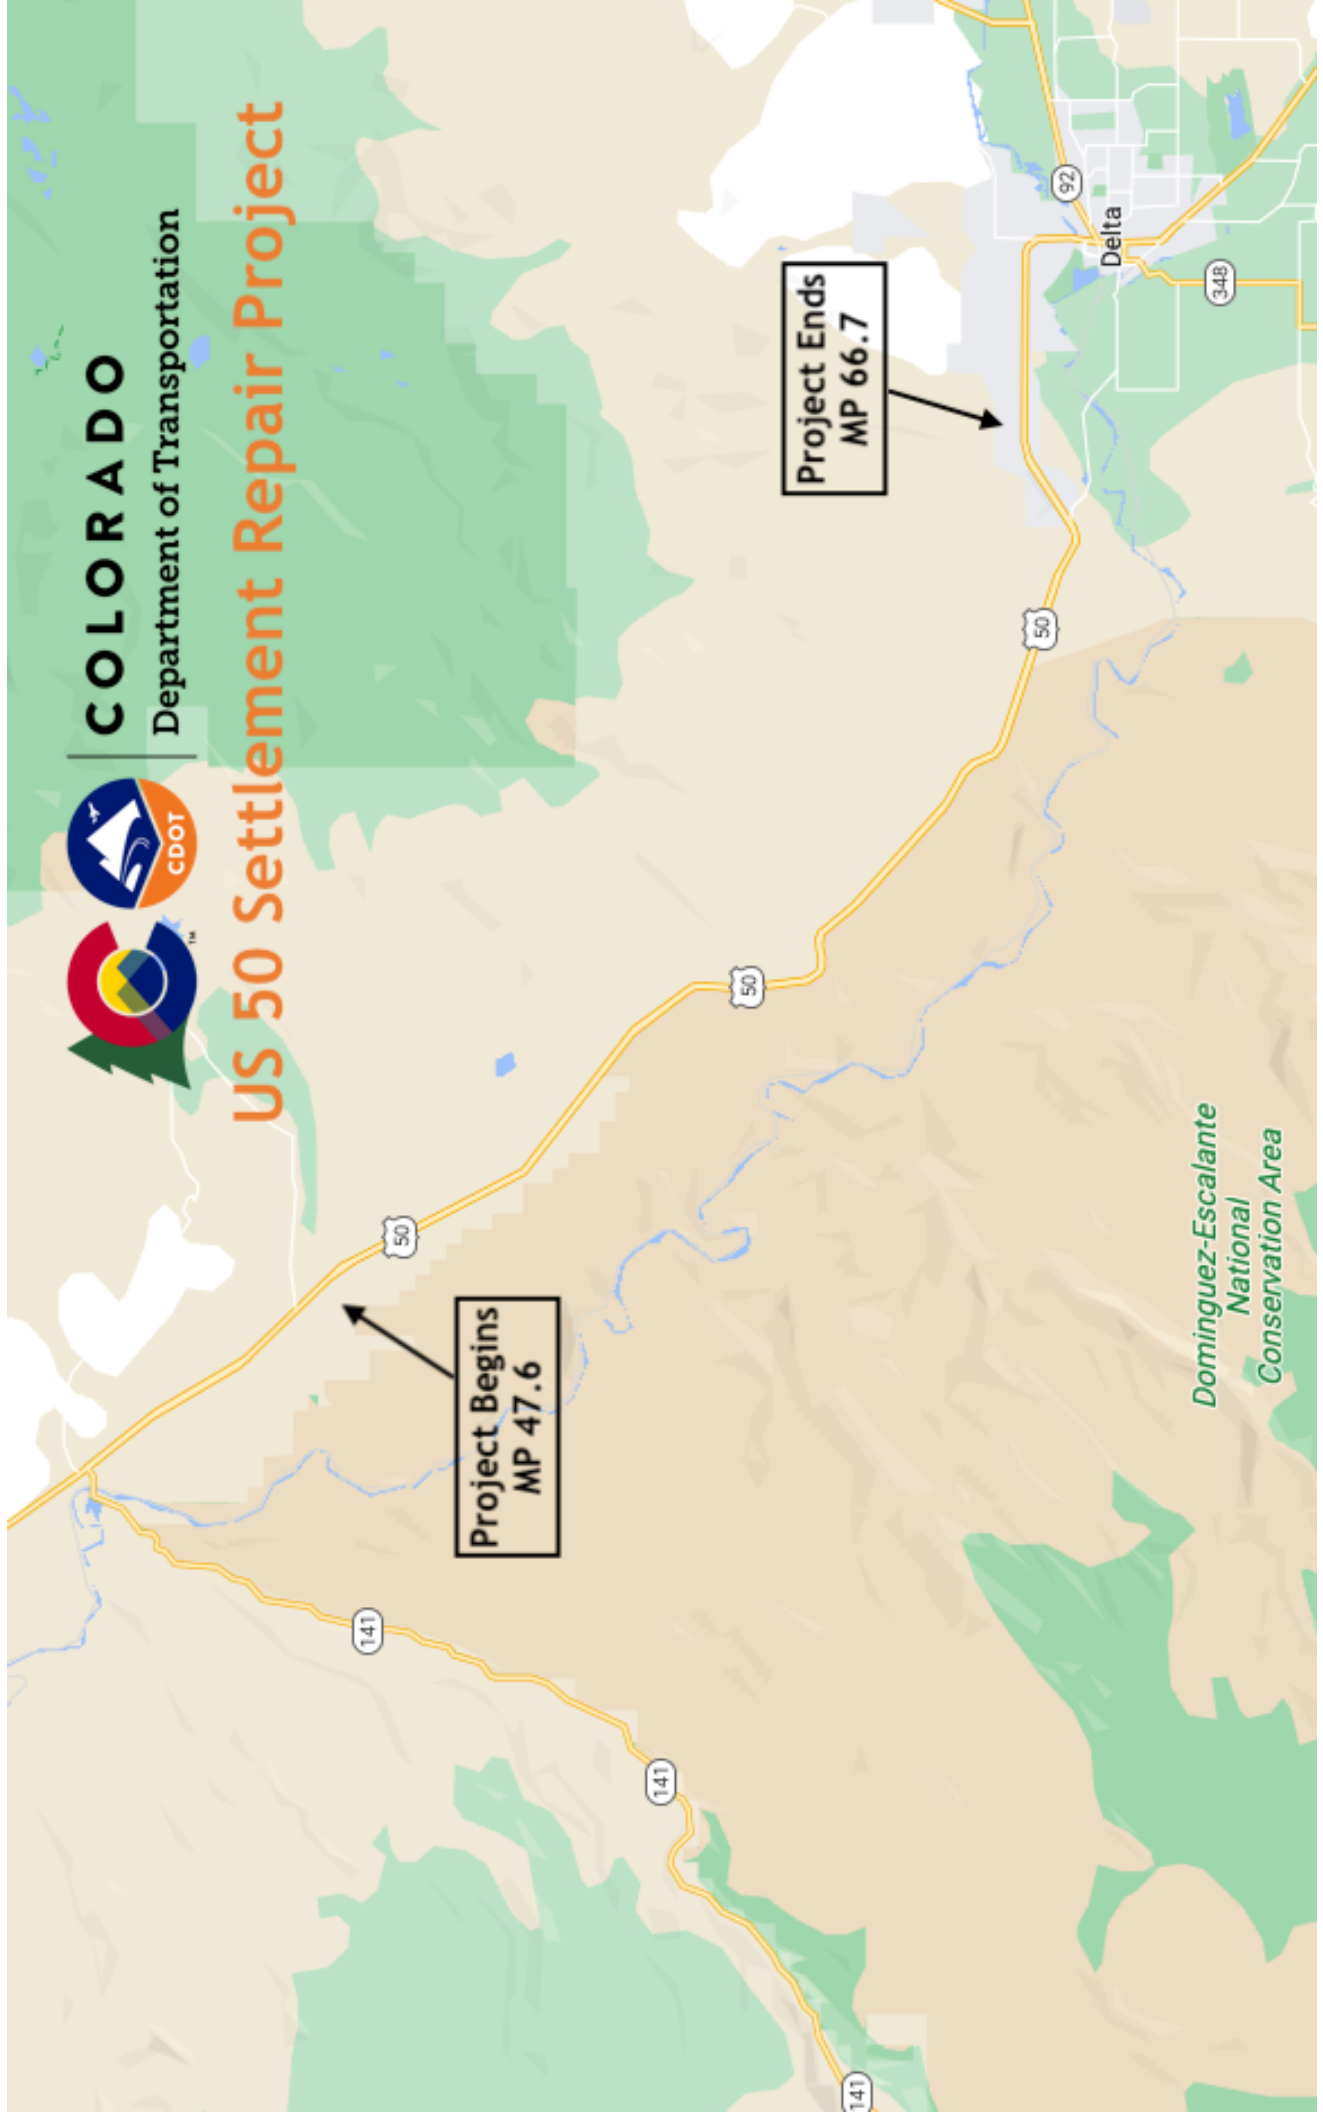 COLORADO
Department of Transportation
CDOT
TM
US 50 Settlement Repair Project
Project Begins
MP 47.6
Project Ends
MP 66.7
50
50
50
141
141
141
92
348
Delta
Dominguez-Escalante
National
Conservation Area